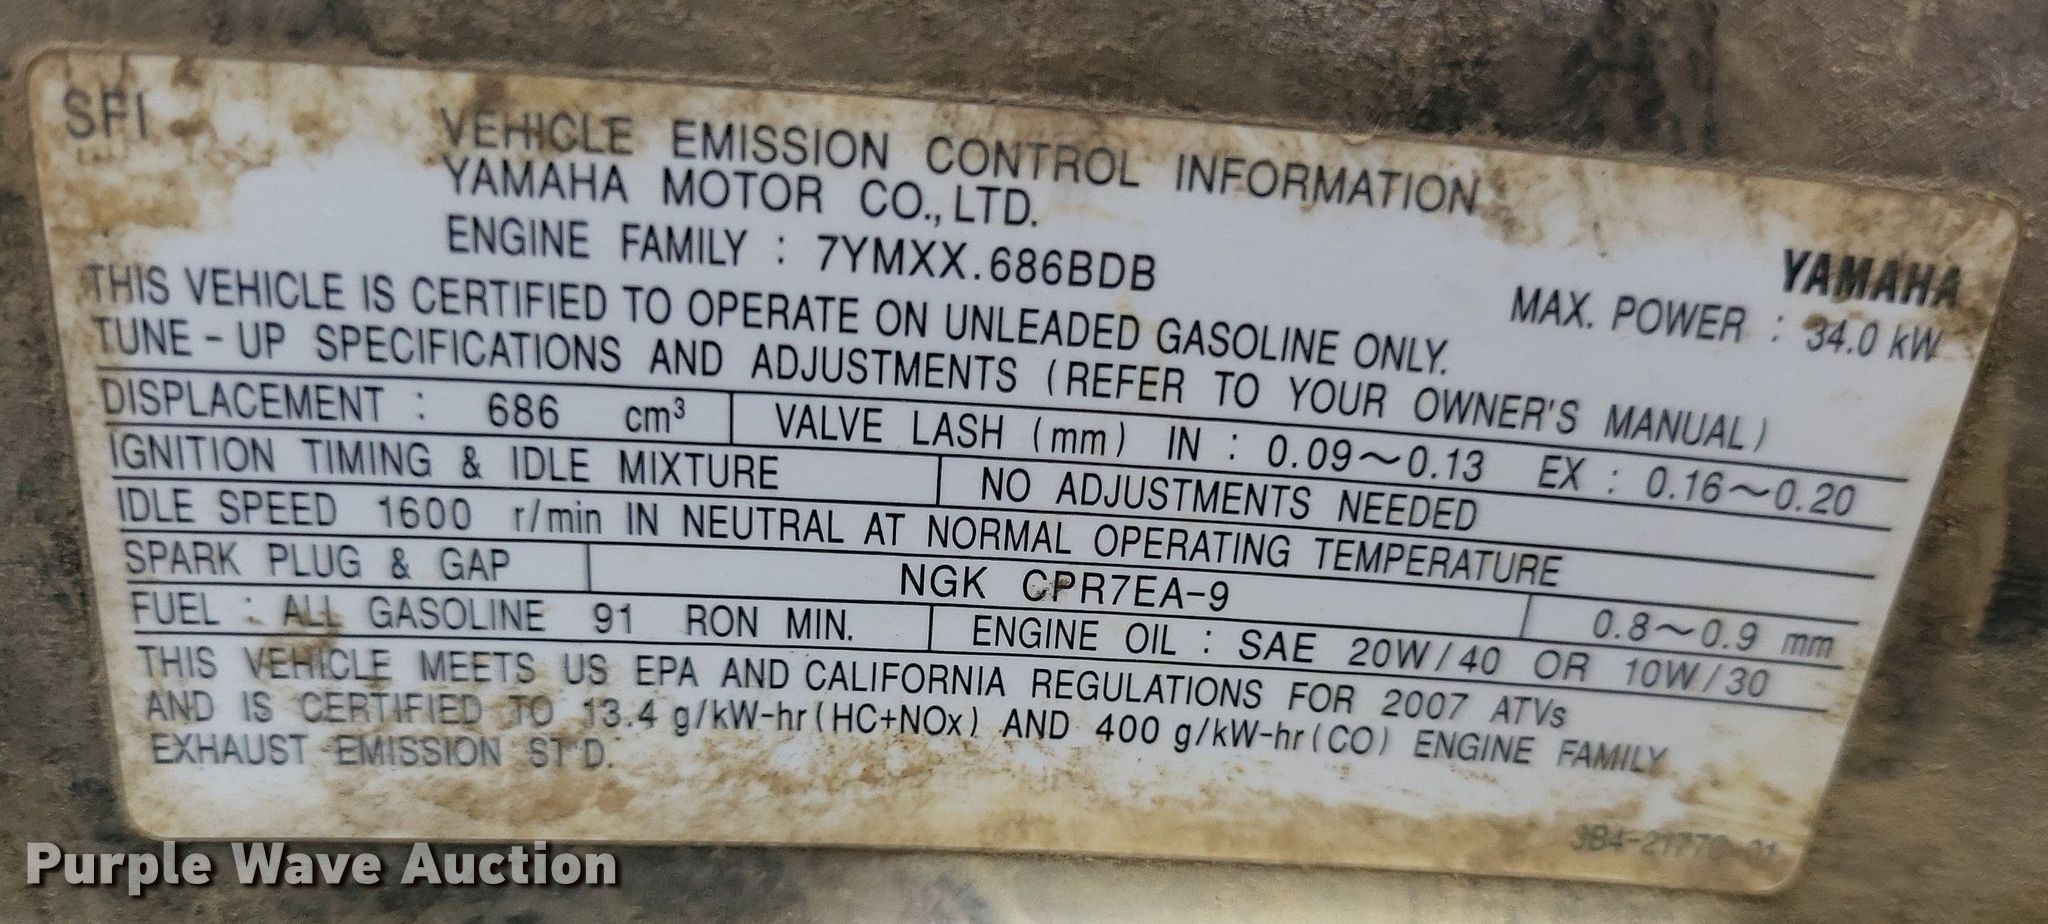 SFI
VEHICLE EMISSION CONTROL INFORMATION
YAMAHA MOTOR CO., LTD.
ENGINE FAMILY : 7YMXX.686BDB
YAMAHA
MAX. POWER : 34.0 kW
THIS VEHICLE IS CERTIFIED TO OPERATE ON UNLEADED GASOLINE ONLY.
TUNE-UP SPECIFICATIONS AND ADJUSTMENTS (REFER TO YOUR OWNER'S MANUAL)
DISPLACEMENT : 686 cm³ VALVE LASH (mm) IN : 0.09～0.13 EX : 0.16～0.20
IGNITION TIMING & IDLE MIXTURE NO ADJUSTMENTS NEEDED
IDLE SPEED 1600 r/min IN NEUTRAL AT NORMAL OPERATING TEMPERATURE
SPARK PLUG & GAP NGK CPR7EA-9 0.8～0.9 mm
FUEL : ALL GASOLINE 91 RON MIN. ENGINE OIL : SAE 20W/40 OR 10W/30
THIS VEHICLE MEETS US EPA AND CALIFORNIA REGULATIONS FOR 2007 ATVs
AND IS CERTIFIED TO 13.4 g/kW-hr(HC+NOx) AND 400 g/kW-hr(CO) ENGINE FAMILY
EXHAUST EMISSION ST'D.
Purple Wave Auction